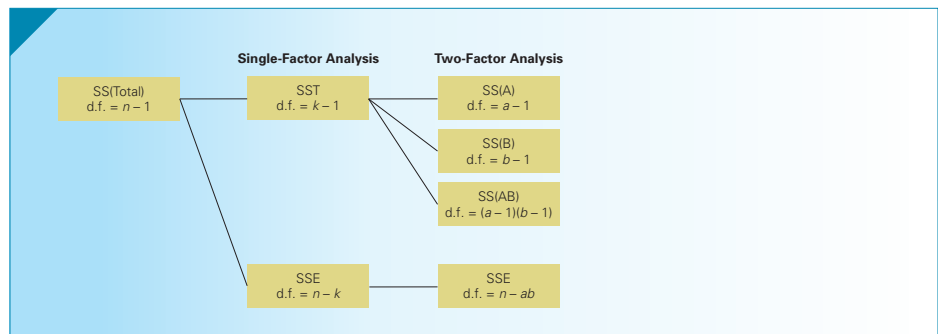 Single-Factor Analysis
Two-Factor Analysis
SS(Total)
d.f. = n – 1
SST
d.f. = k – 1
SS(A)
d.f. = a – 1
SS(B)
d.f. = b – 1
SS(AB)
d.f. = (a – 1)(b – 1)
SSE
d.f. = n – k
SSE
d.f. = n – ab